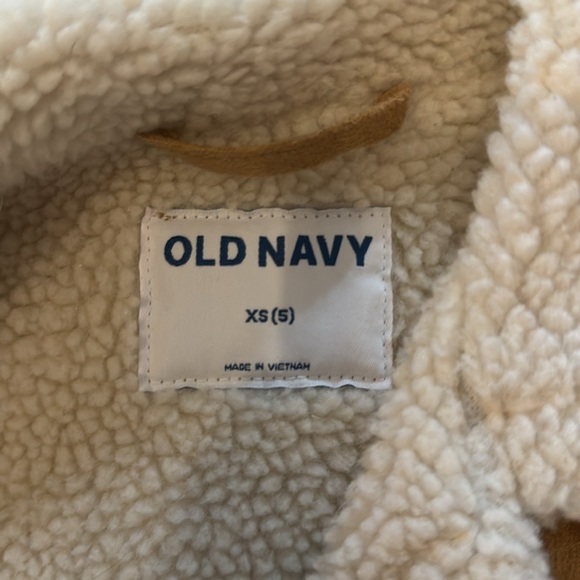 OLD NAVY
XS (5)
MADE IN VIETNAM